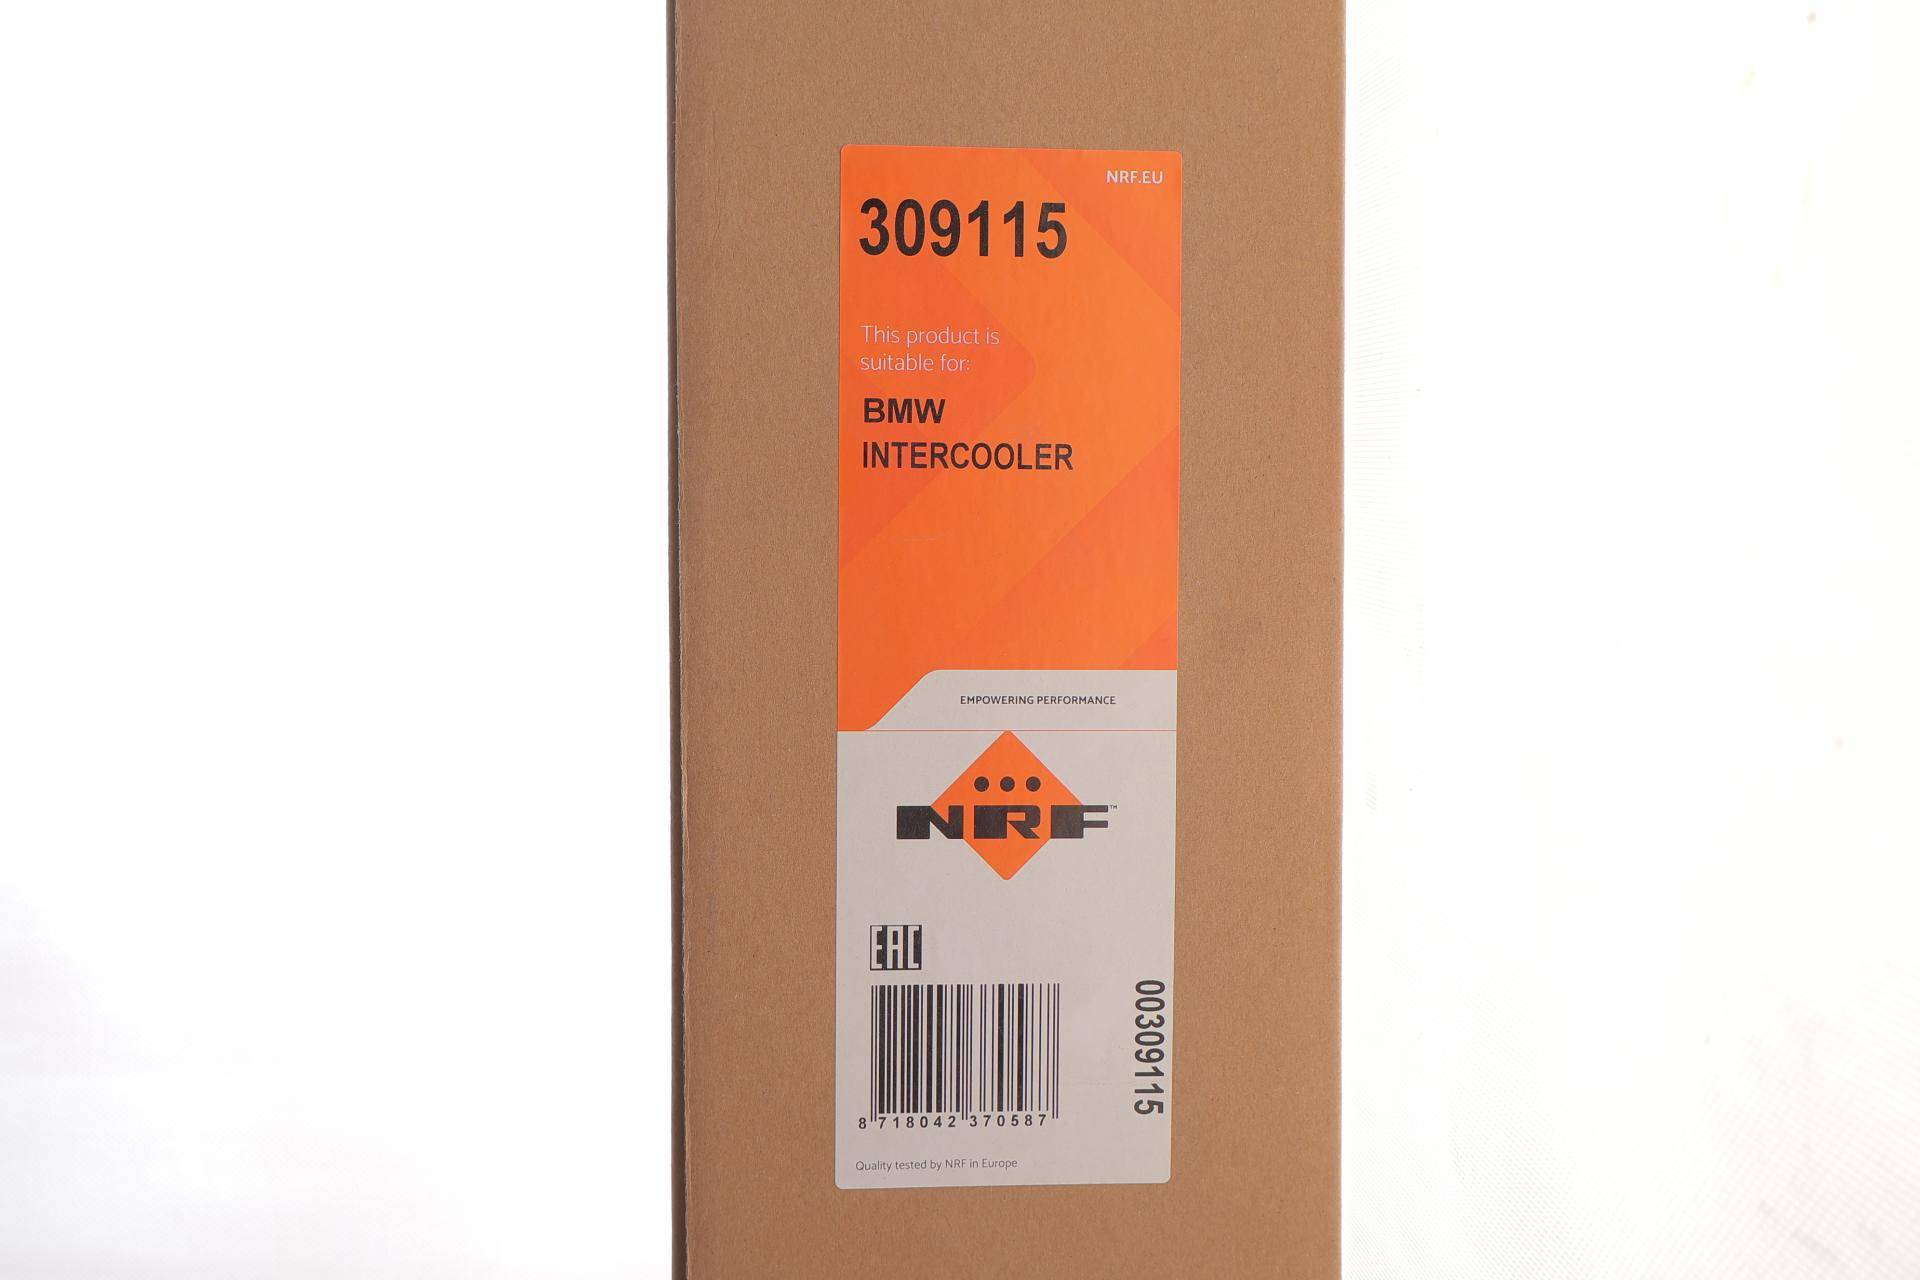 NRF.EU
309115
This product is
suitable for:
BMW
INTERCOOLER
EMPOWERING PERFORMANCE
NRF™
EAC
00309115
8 718042 370587
Quality tested by NRF in Europe